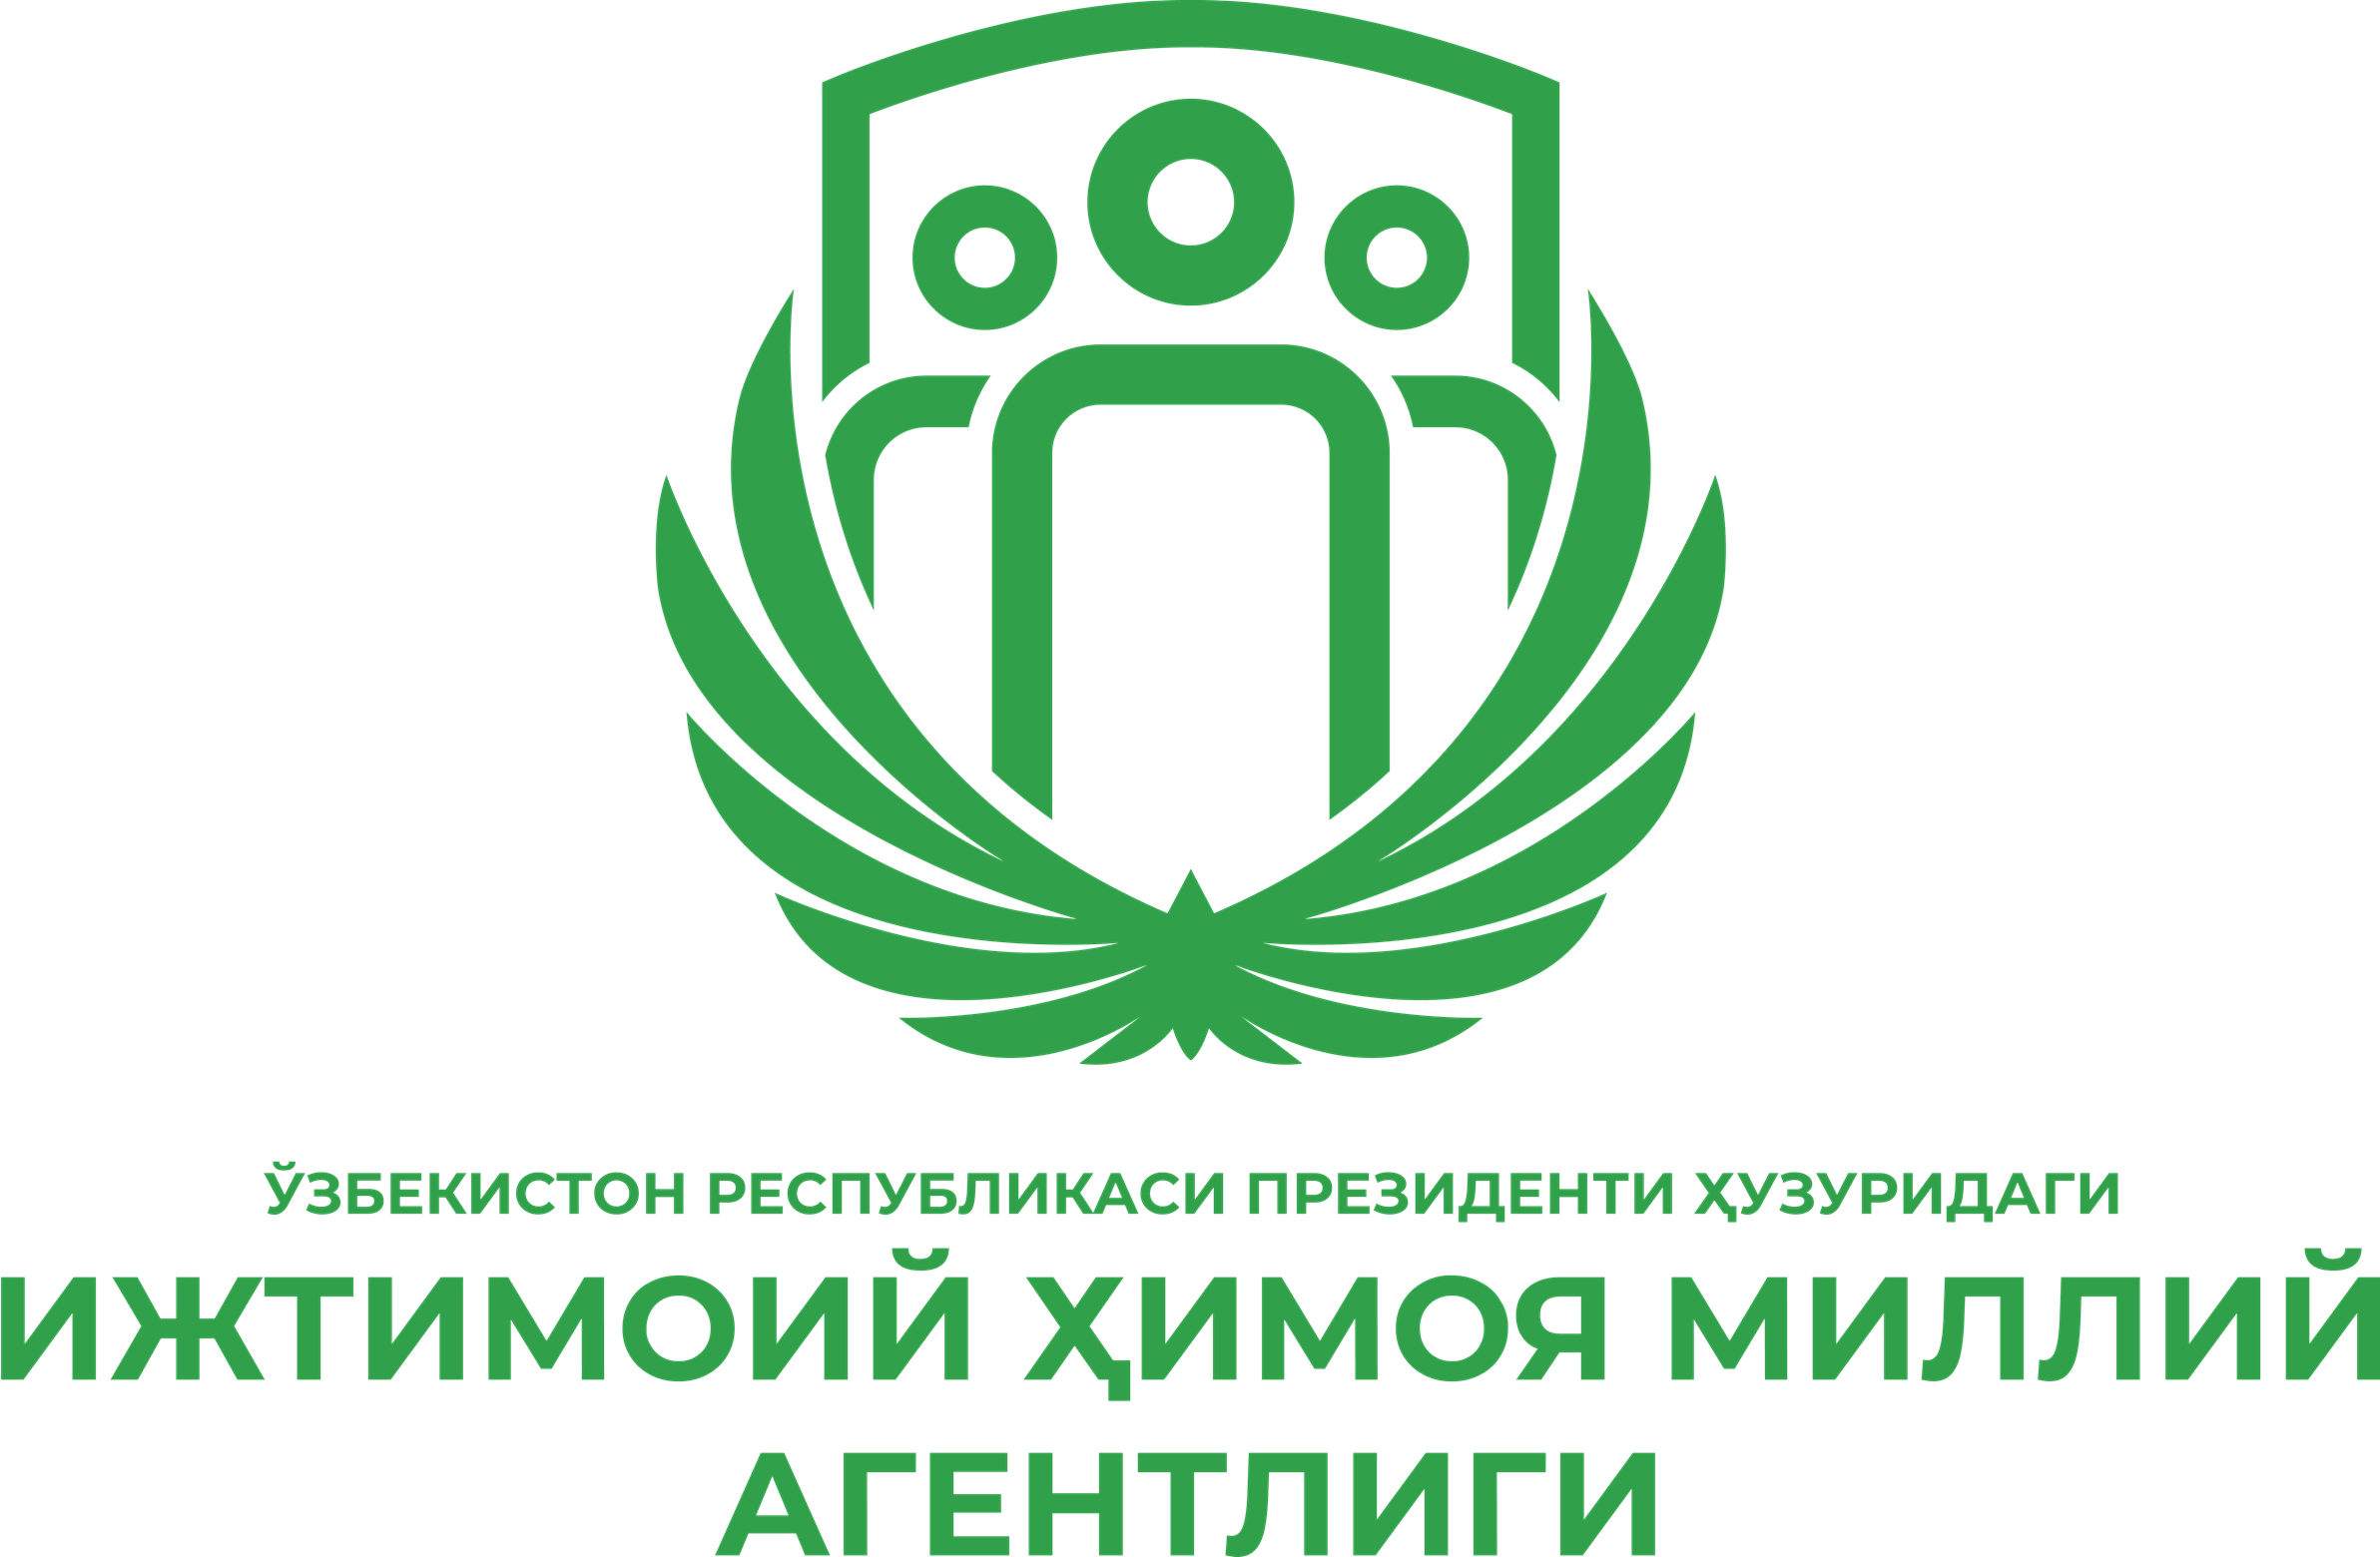 ЎЗБЕКИСТОН РЕСПУБЛИКАСИ ПРЕЗИДЕНТИ ҲУЗУРИДАГИ
ИЖТИМОИЙ ҲИМОЯ МИЛЛИЙ
АГЕНТЛИГИ